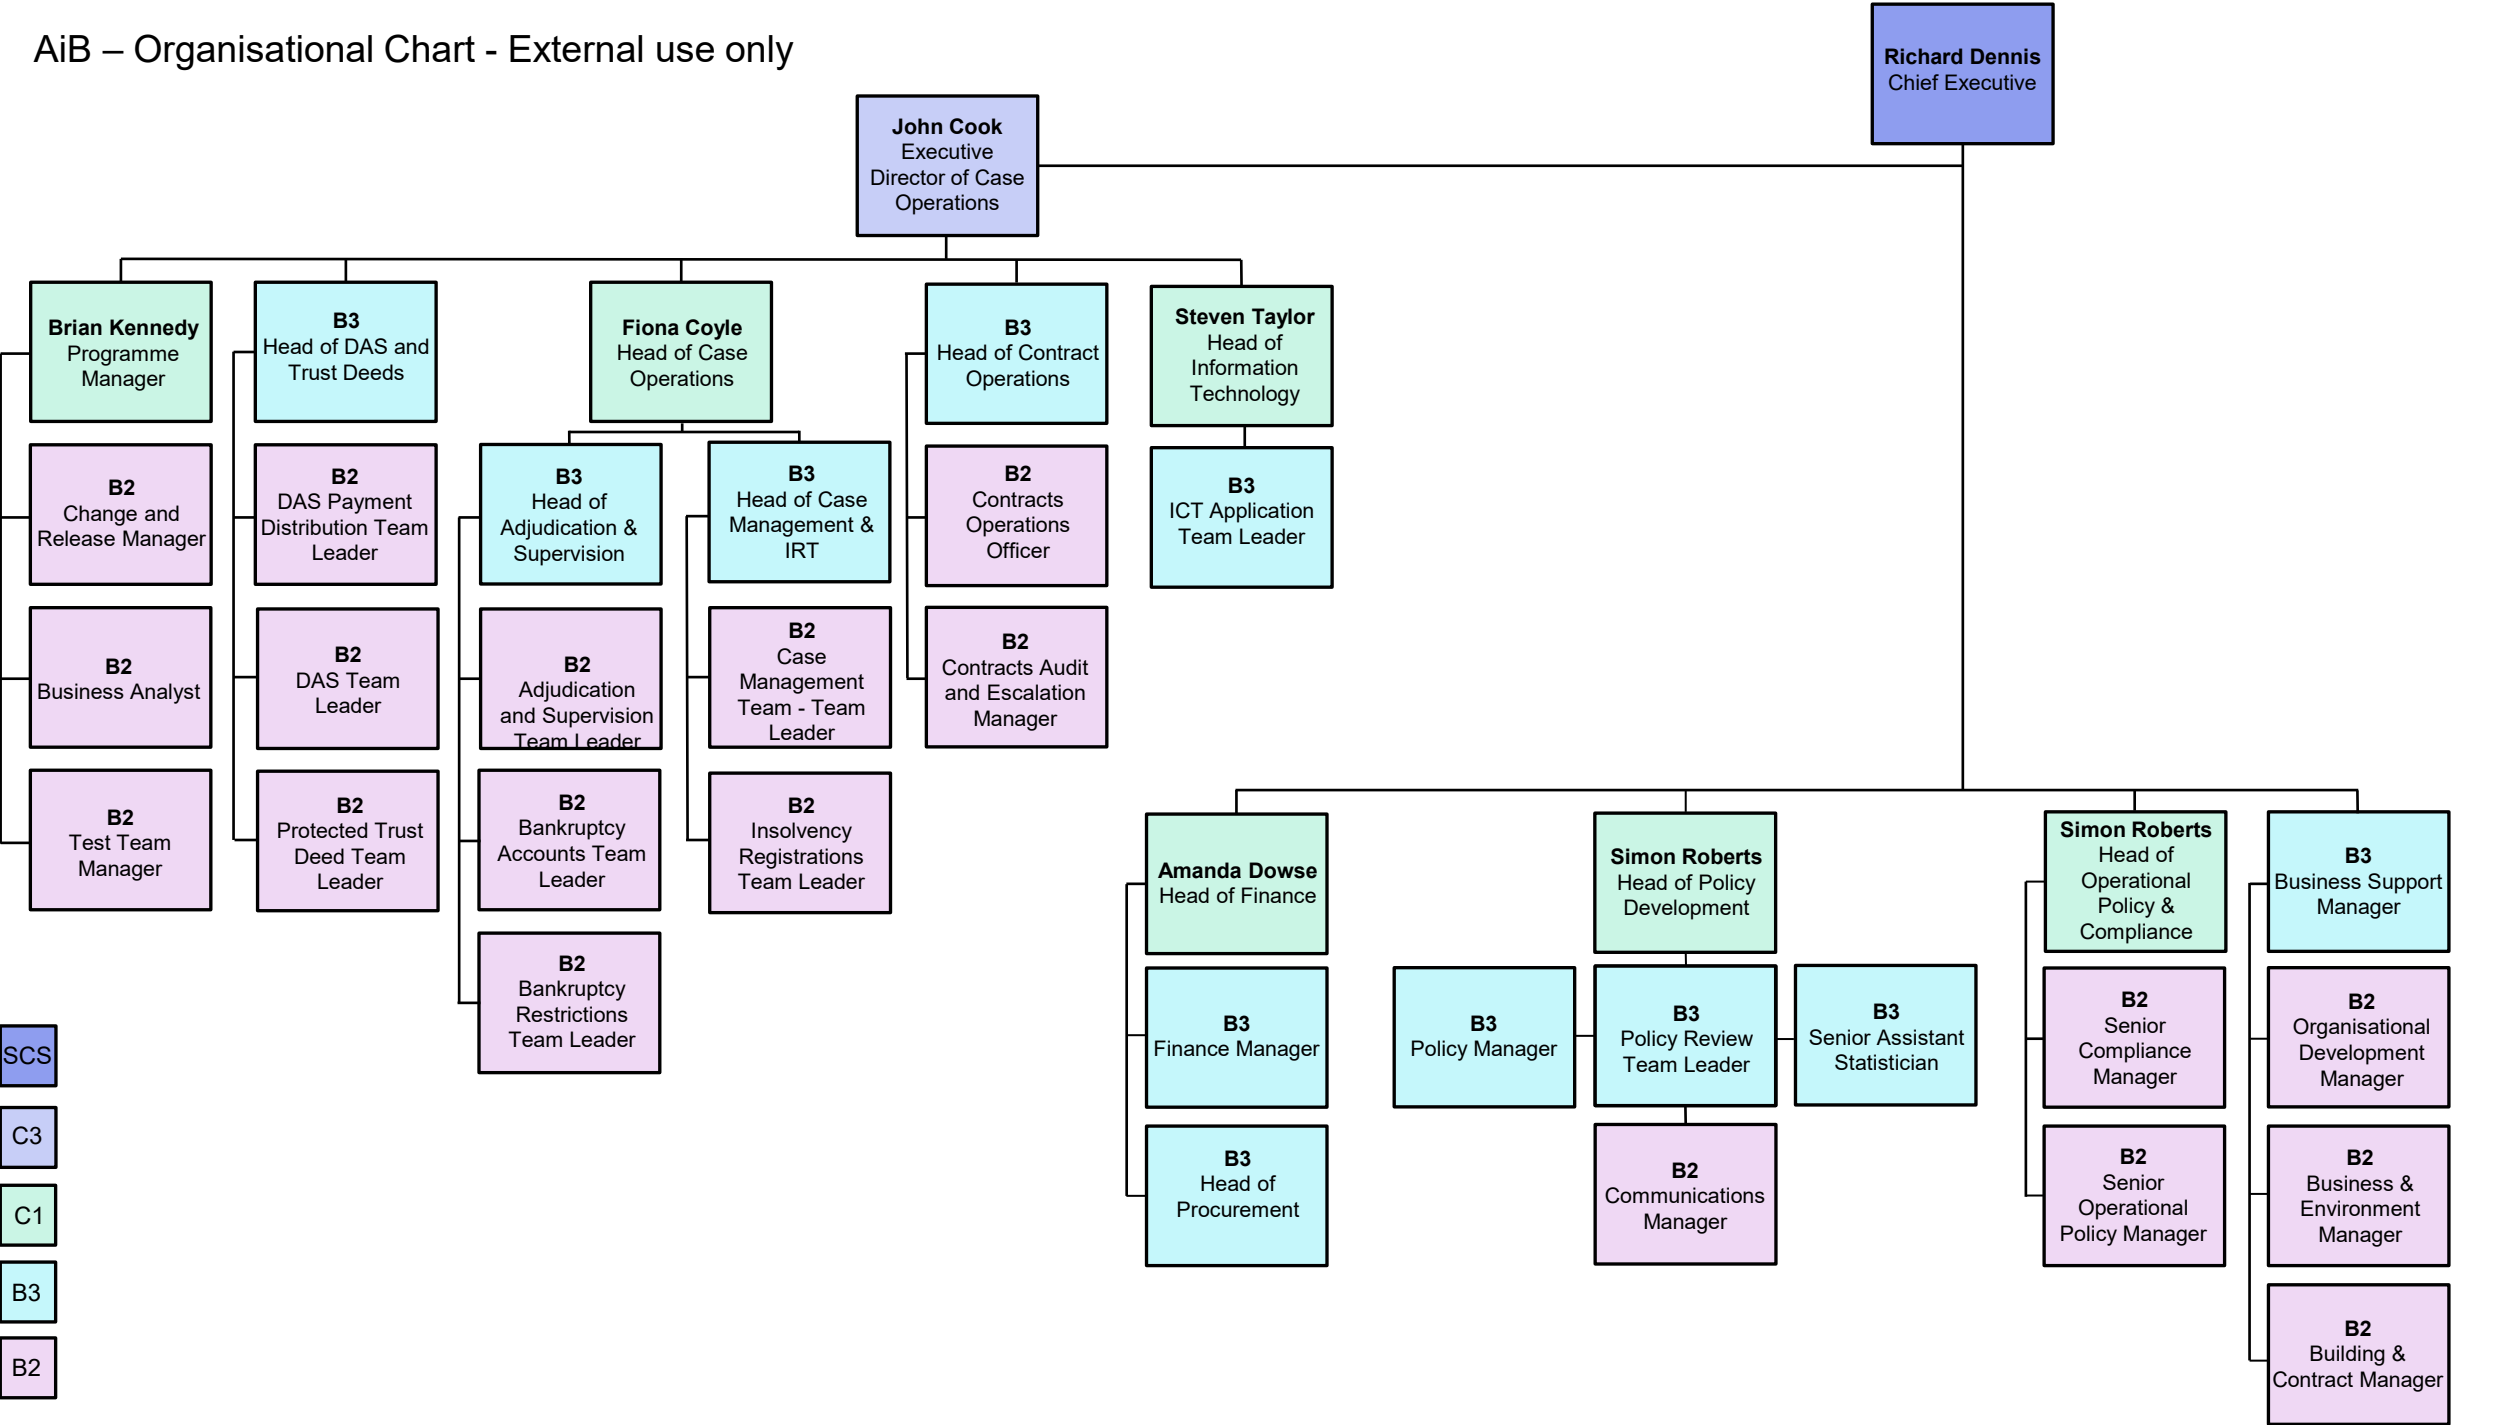 AiB – Organisational Chart - External use only
Richard Dennis
Chief Executive
John Cook
Executive
Director of Case
Operations
Brian Kennedy
Programme
Manager
B3
Head of DAS and
Trust Deeds
Fiona Coyle
Head of Case
Operations
B3
Head of Contract
Operations
Steven Taylor
Head of
Information
Technology
B2
Change and
Release Manager
B2
DAS Payment
Distribution Team
Leader
B3
Head of
Adjudication &
Supervision
B3
Head of Case
Management &
IRT
B2
Contracts
Operations
Officer
B3
ICT Application
Team Leader
B2
Business Analyst
B2
DAS Team
Leader
B2
Adjudication
and Supervision
Team Leader
B2
Case
Management
Team - Team
Leader
B2
Contracts Audit
and Escalation
Manager
B2
Test Team
Manager
B2
Protected Trust
Deed Team
Leader
B2
Bankruptcy
Accounts Team
Leader
B2
Insolvency
Registrations
Team Leader
B2
Bankruptcy
Restrictions
Team Leader
Amanda Dowse
Head of Finance
Simon Roberts
Head of Policy
Development
Simon Roberts
Head of
Operational
Policy &
Compliance
B3
Business Support
Manager
B3
Finance Manager
B3
Policy Manager
B3
Policy Review
Team Leader
B3
Senior Assistant
Statistician
B2
Senior
Compliance
Manager
B2
Organisational
Development
Manager
B3
Head of
Procurement
B2
Communications
Manager
B2
Senior
Operational
Policy Manager
B2
Business &
Environment
Manager
B2
Building &
Contract Manager
SCS
C3
C1
B3
B2